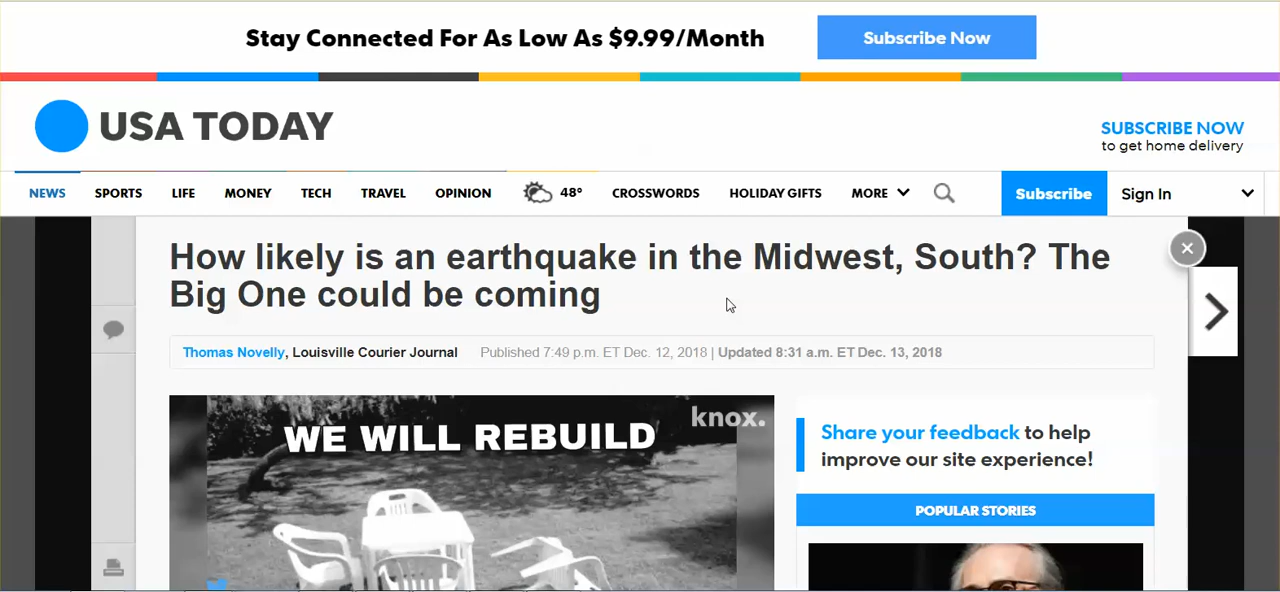 Stay Connected For As Low As $9.99/Month
Subscribe Now
USA TODAY
SUBSCRIBE NOW
to get home delivery
NEWS SPORTS LIFE MONEY TECH TRAVEL OPINION 48° CROSSWORDS HOLIDAY GIFTS MORE Subscribe Sign In
How likely is an earthquake in the Midwest, South? The
Big One could be coming
Thomas Novelly, Louisville Courier Journal Published 7:49 p.m. ET Dec. 12, 2018 | Updated 8:31 a.m. ET Dec. 13, 2018
knox.
WE WILL REBUILD
Share your feedback to help
improve our site experience!
POPULAR STORIES